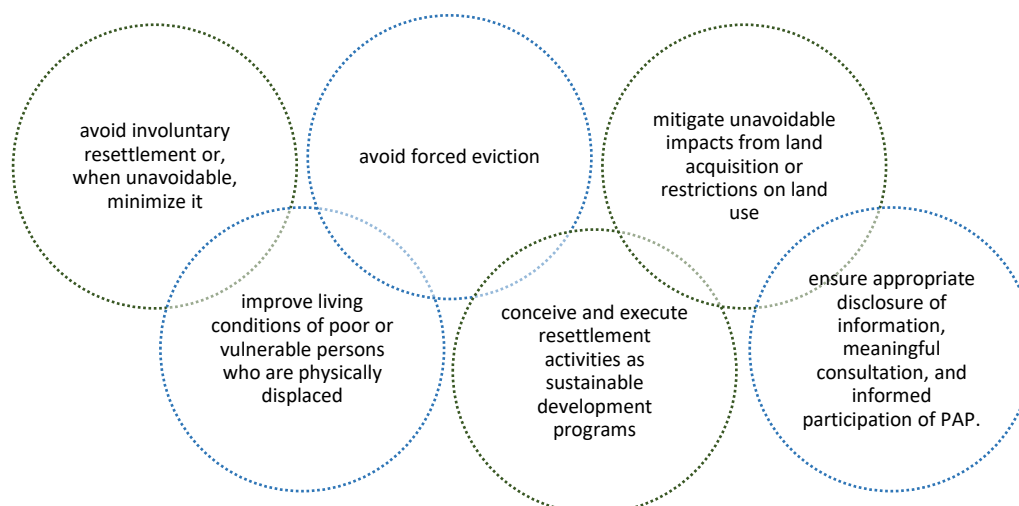 avoid involuntary
resettlement or,
when unavoidable,
minimize it
avoid forced eviction
mitigate unavoidable
impacts from land
acquisition or
restrictions on land
use
improve living
conditions of poor or
vulnerable persons
who are physically
displaced
conceive and execute
resettlement
activities as
sustainable
development
programs
ensure appropriate
disclosure of
information,
meaningful
consultation, and
informed
participation of PAP.